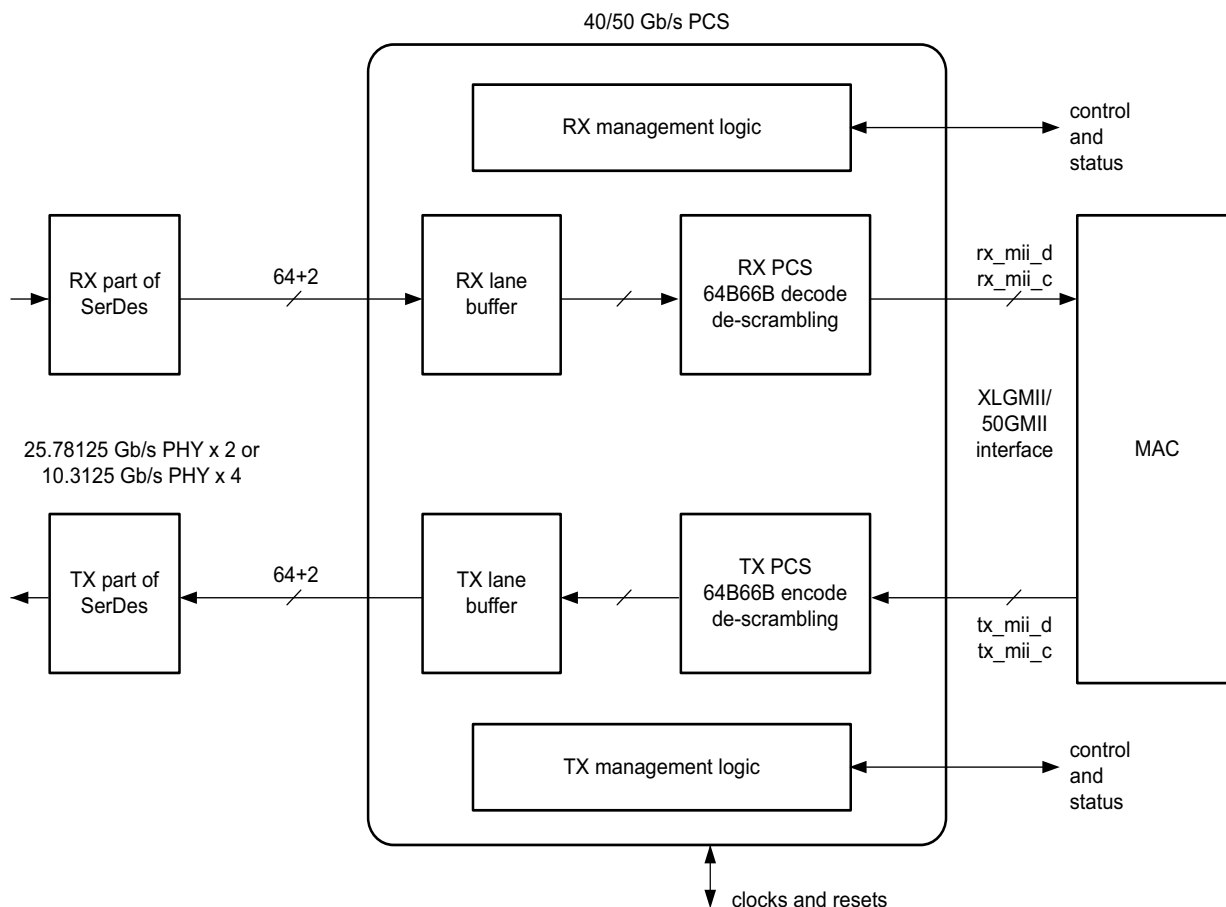 40/50 Gb/s PCS
RX management logic
control
and
status
RX part of
SerDes
64+2
RX lane
buffer
RX PCS
64B66B decode
de-scrambling
rx_mii_d
rx_mii_c
XLGMII/
50GMII
interface
MAC
25.78125 Gb/s PHY x 2 or
10.3125 Gb/s PHY x 4
TX part of
SerDes
64+2
TX lane
buffer
TX PCS
64B66B encode
de-scrambling
tx_mii_d
tx_mii_c
TX management logic
control
and
status
clocks and resets